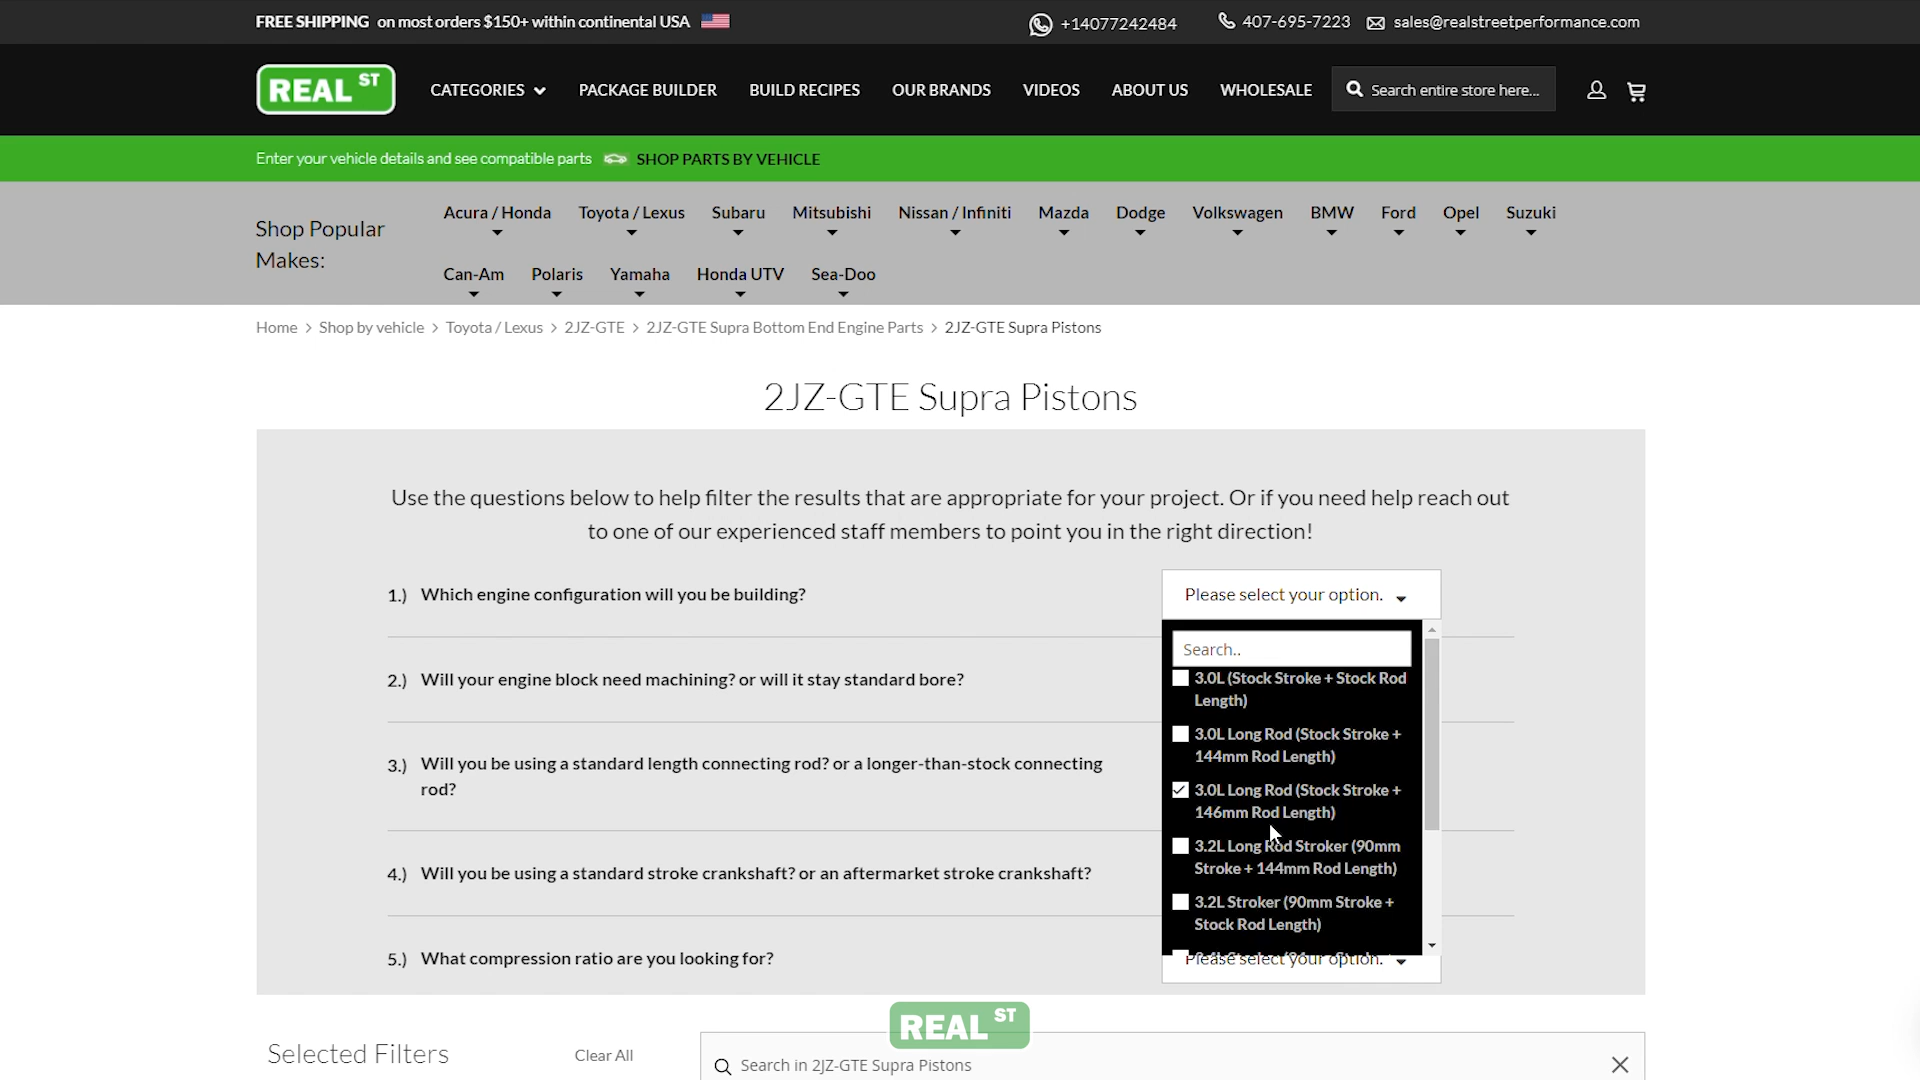 FREE SHIPPING on most orders $150+ within continental USA
+14077242484
407-695-7223
sales@realstreetperformance.com
REAL ST
CATEGORIES
PACKAGE BUILDER
BUILD RECIPES
OUR BRANDS
VIDEOS
ABOUT US
WHOLESALE
Search entire store here...
Enter your vehicle details and see compatible parts
SHOP PARTS BY VEHICLE
Shop Popular
Makes:
Acura / Honda
Toyota / Lexus
Subaru
Mitsubishi
Nissan / Infiniti
Mazda
Dodge
Volkswagen
BMW
Ford
Opel
Suzuki
Can-Am
Polaris
Yamaha
Honda UTV
Sea-Doo
Home > Shop by vehicle > Toyota / Lexus > 2JZ-GTE > 2JZ-GTE Supra Bottom End Engine Parts > 2JZ-GTE Supra Pistons
2JZ-GTE Supra Pistons
Use the questions below to help filter the results that are appropriate for your project. Or if you need help reach out
to one of our experienced staff members to point you in the right direction!
1.) Which engine configuration will you be building?
Please select your option.
Search..
3.0L (Stock Stroke + Stock Rod
Length)
3.0L Long Rod (Stock Stroke +
144mm Rod Length)
3.0L Long Rod (Stock Stroke +
146mm Rod Length)
3.2L Long Rod Stroker (90mm
Stroke + 144mm Rod Length)
3.2L Stroker (90mm Stroke +
Stock Rod Length)
2.) Will your engine block need machining? or will it stay standard bore?
3.) Will you be using a standard length connecting rod? or a longer-than-stock connecting
rod?
4.) Will you be using a standard stroke crankshaft? or an aftermarket stroke crankshaft?
5.) What compression ratio are you looking for?
Please select your option.
REAL ST
Selected Filters
Clear All
Search in 2JZ-GTE Supra Pistons